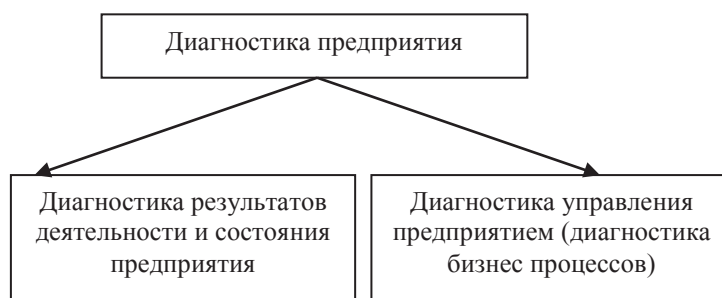 Диагностика предприятия
Диагностика результатов
деятельности и состояния
предприятия
Диагностика управления
предприятием (диагностика
бизнес процессов)